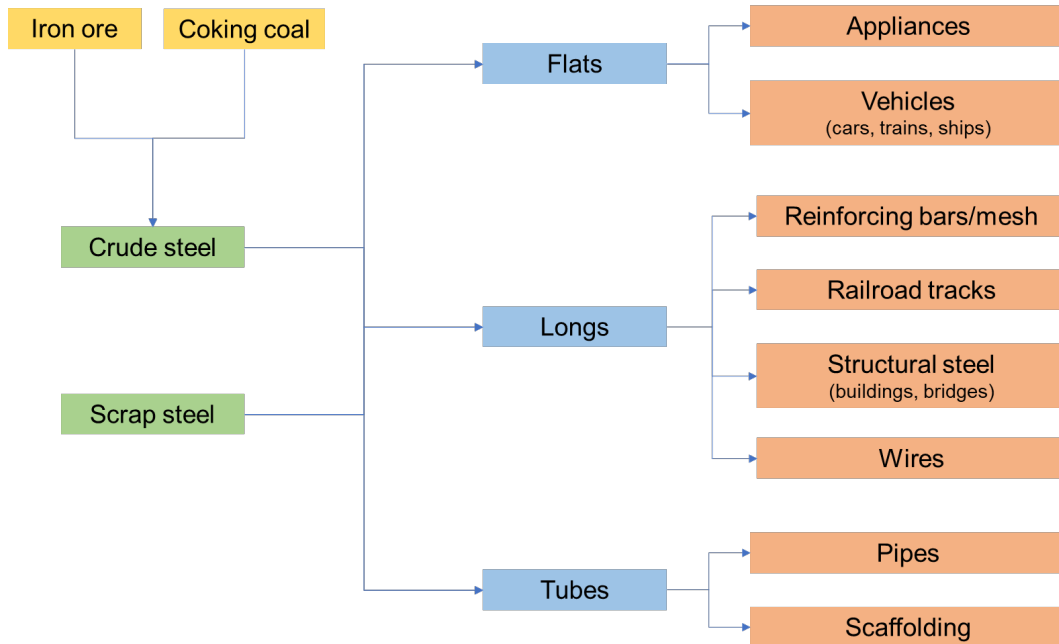 Iron ore
Coking coal
Crude steel
Scrap steel
Flats
Longs
Tubes
Appliances
Vehicles
(cars, trains, ships)
Reinforcing bars/mesh
Railroad tracks
Structural steel
(buildings, bridges)
Wires
Pipes
Scaffolding